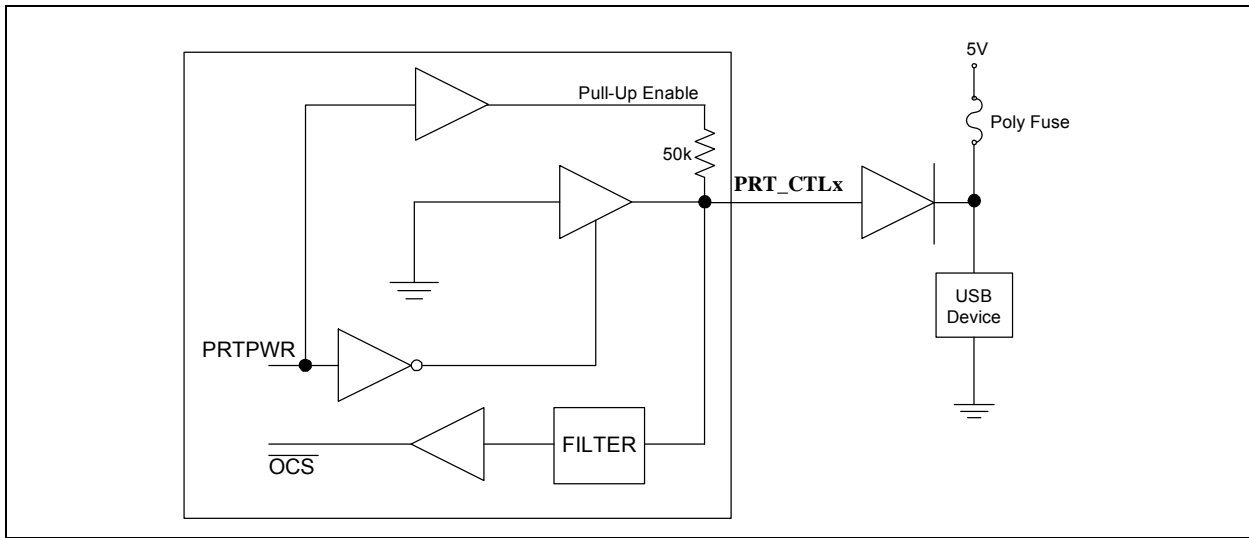 5V
Pull-Up Enable
Poly Fuse
50k
PRT_CTLx
USB
Device
PRTPWR
FILTER
OCS